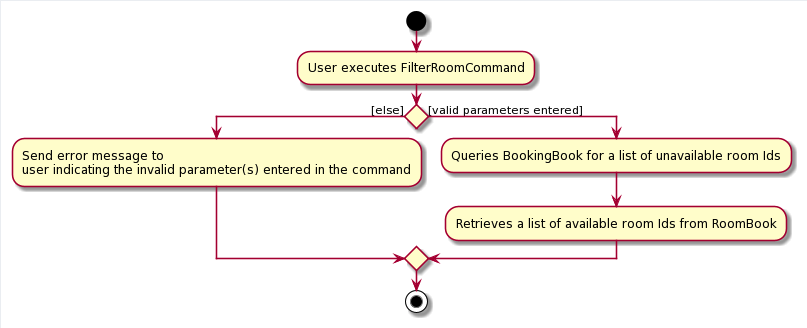 User executes FilterRoomCommand
[else]
[valid parameters entered]
Send error message to
user indicating the invalid parameter(s) entered in the command
Queries BookingBook for a list of unavailable room Ids
Retrieves a list of available room Ids from RoomBook